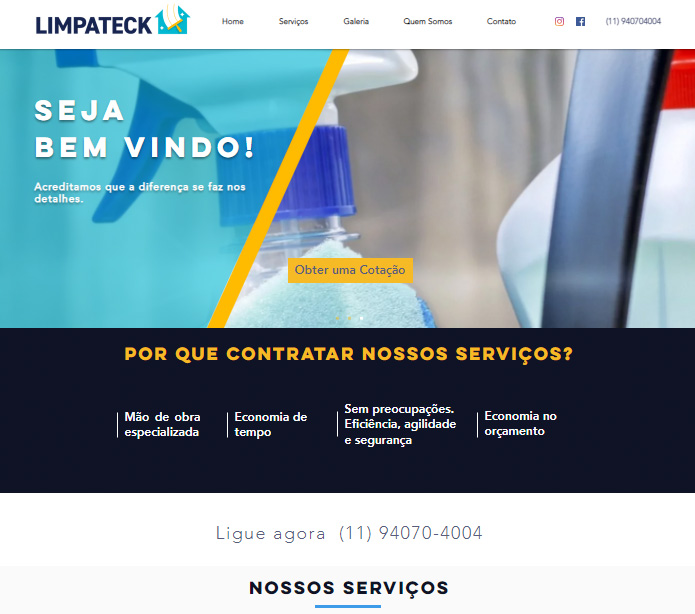 LIMPATECK
Home Serviços Galeria Quem Somos Contato (11) 940704004
SEJA
BEM VINDO!
Acreditamos que a diferença se faz nos
detalhes.
Obter uma Cotação
POR QUE CONTRATAR NOSSOS SERVIÇOS?
Mão de obra
especializada
Economia de
tempo
Sem preocupações.
Eficiência, agilidade
e segurança
Economia no
orçamento
Ligue agora (11) 94070-4004
NOSSOS SERVIÇOS